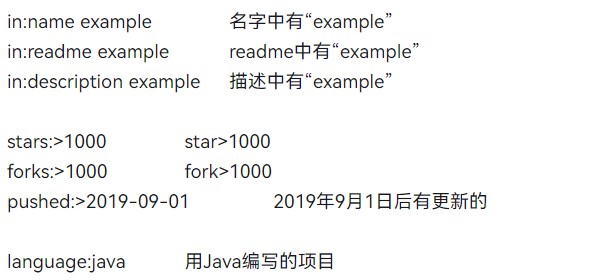 in:name example 名字中有“example”
in:readme example readme中有“example”
in:description example 描述中有“example”
stars:>1000 star>1000
forks:>1000 fork>1000
pushed:>2019-09-01 2019年9月1日后有更新的
language:java 用Java编写的项目